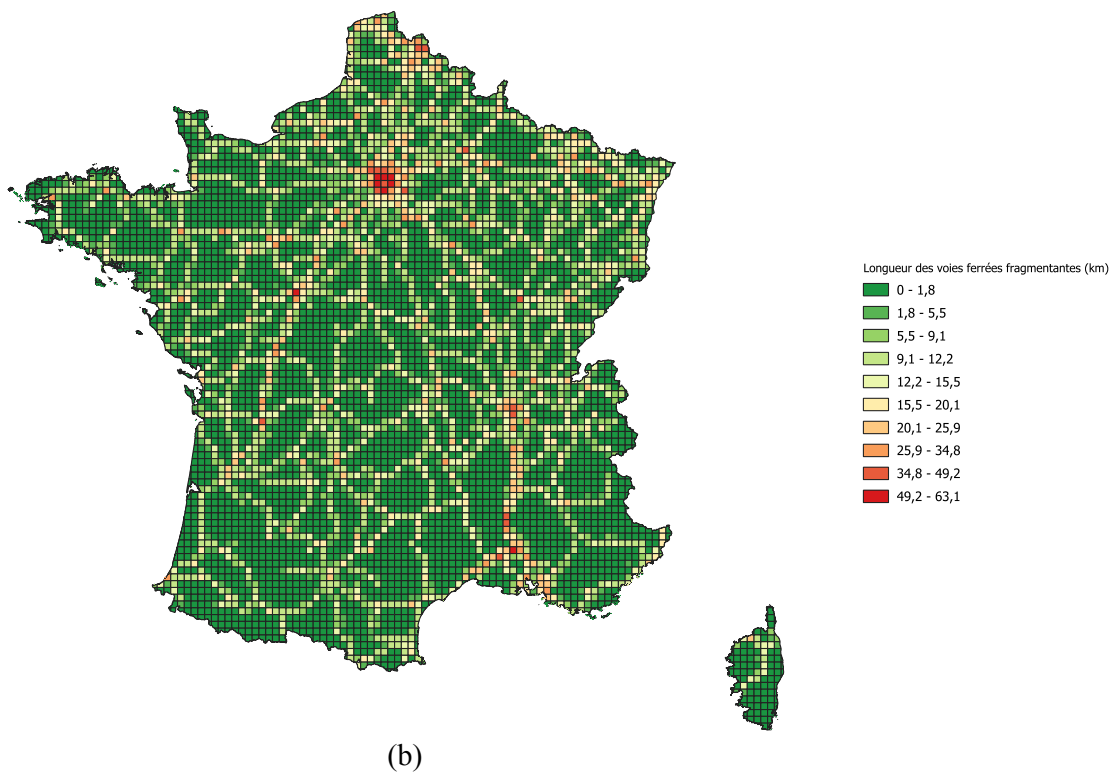 Longueur des voies ferrées fragmentantes (km)
0 - 1,8
1,8 - 5,5
5,5 - 9,1
9,1 - 12,2
12,2 - 15,5
15,5 - 20,1
20,1 - 25,9
25,9 - 34,8
34,8 - 49,2
49,2 - 63,1
(b)